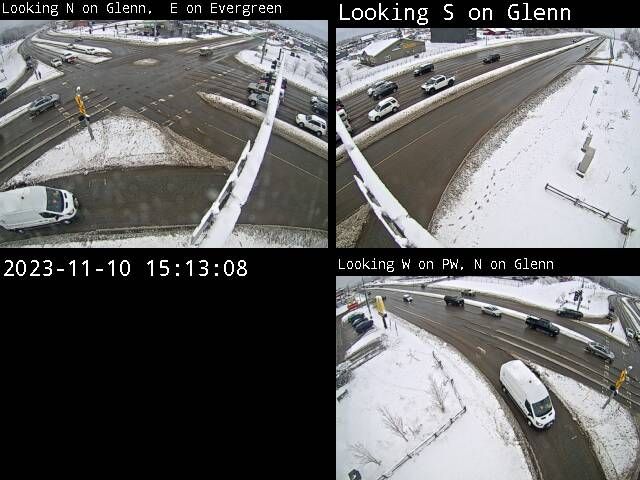 Looking N on Glenn,  E on Evergreen
Looking S on Glenn
2023-11-10 15:13:08
Looking W on PW, N on Glenn